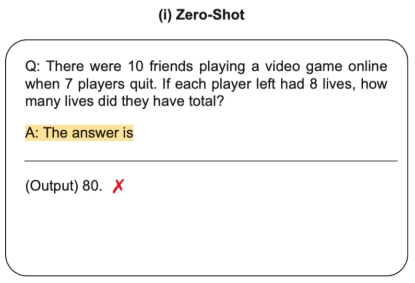 (i) Zero-Shot
Q: There were 10 friends playing a video game online
when 7 players quit. If each player left had 8 lives, how
many lives did they have total?
A: The answer is
(Output) 80. ✗